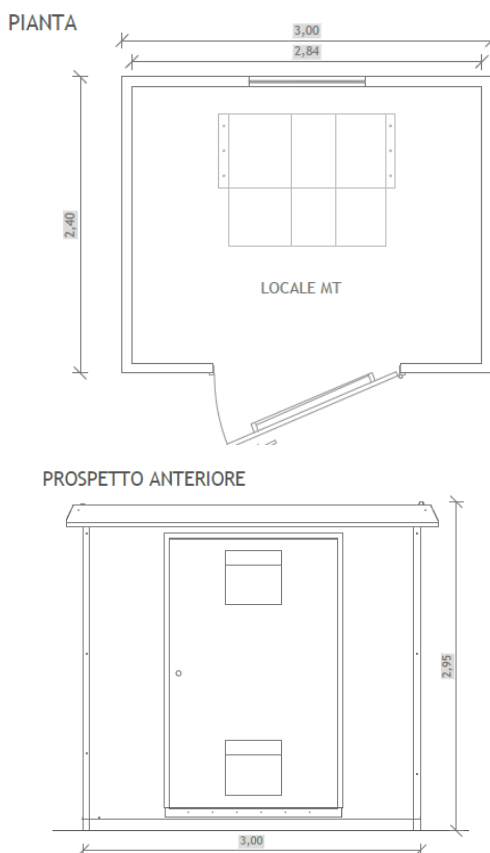 PIANTA
3,00
2,84
2,40
LOCALE MT
PROSPETTO ANTERIORE
2,95
3,00